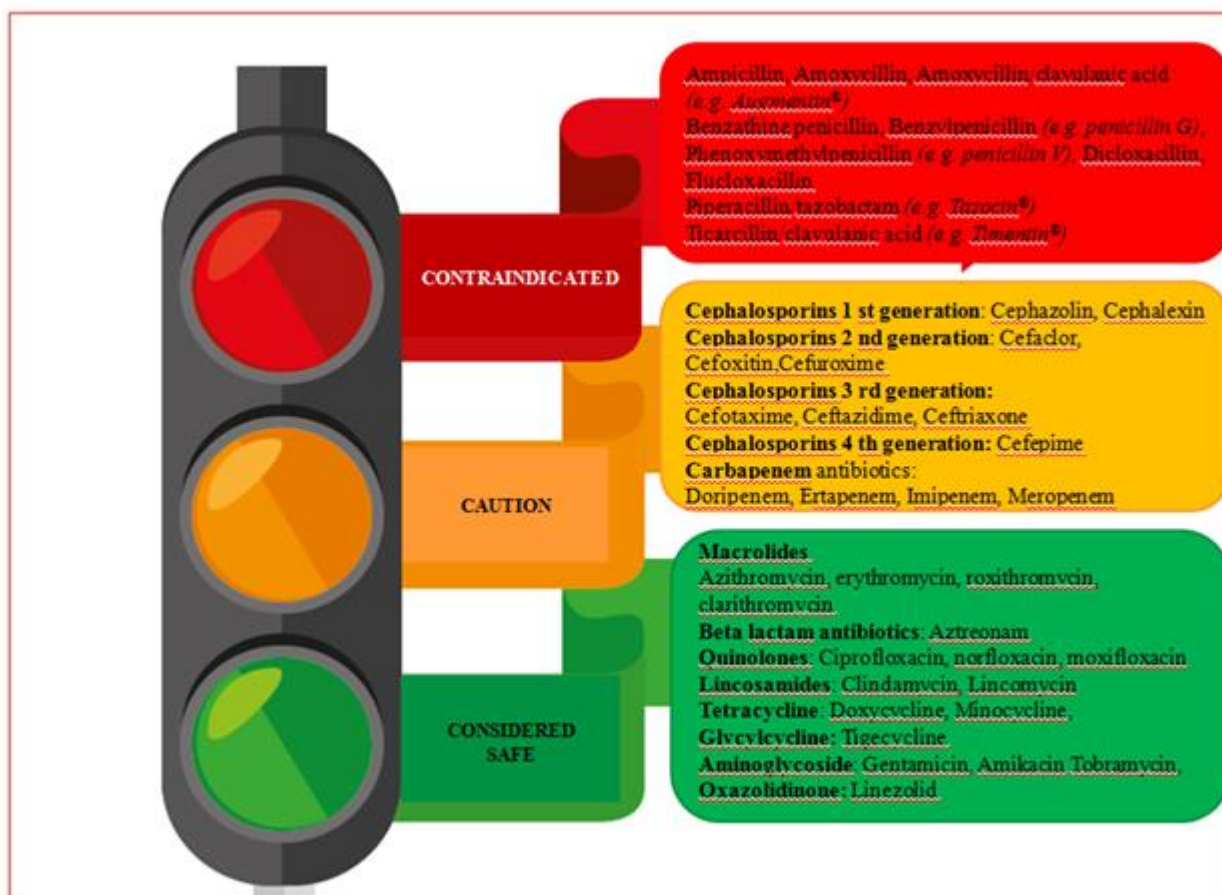 Ampicillin, Amoxycillin, Amoxycillin/clavulanic acid
(e.g. Augmentin®)
Benzathine penicillin, Benzylpenicillin (e.g. penicillin G),
Phenoxymethylpenicillin (e.g. penicillin V), Dicloxacillin,
Flucloxacillin
Piperacillin/tazobactam (e.g. Tazocin®)
Ticarcillin/clavulanic acid (e.g. Timentin®)
CONTRAINDICATED
Cephalosporins 1 st generation: Cephazolin, Cephalexin
Cephalosporins 2 nd generation: Cefaclor,
Cefoxitin,Cefuroxime
Cephalosporins 3 rd generation:
Cefotaxime, Ceftazidime, Ceftriaxone
Cephalosporins 4 th generation: Cefepime
Carbapenem antibiotics:
Doripenem, Ertapenem, Imipenem, Meropenem
CAUTION
Macrolides
Azithromycin, erythromycin, roxithromycin,
clarithromycin
Beta lactam antibiotics: Aztreonam
Quinolones: Ciprofloxacin, norfloxacin, moxifloxacin
Lincosamides: Clindamycin, Lincomycin
Tetracycline: Doxycycline, Minocycline,
Glycylcycline: Tigecycline
Aminoglycoside: Gentamicin, Amikacin Tobramycin,
Oxazolidinone: Linezolid
CONSIDERED
SAFE